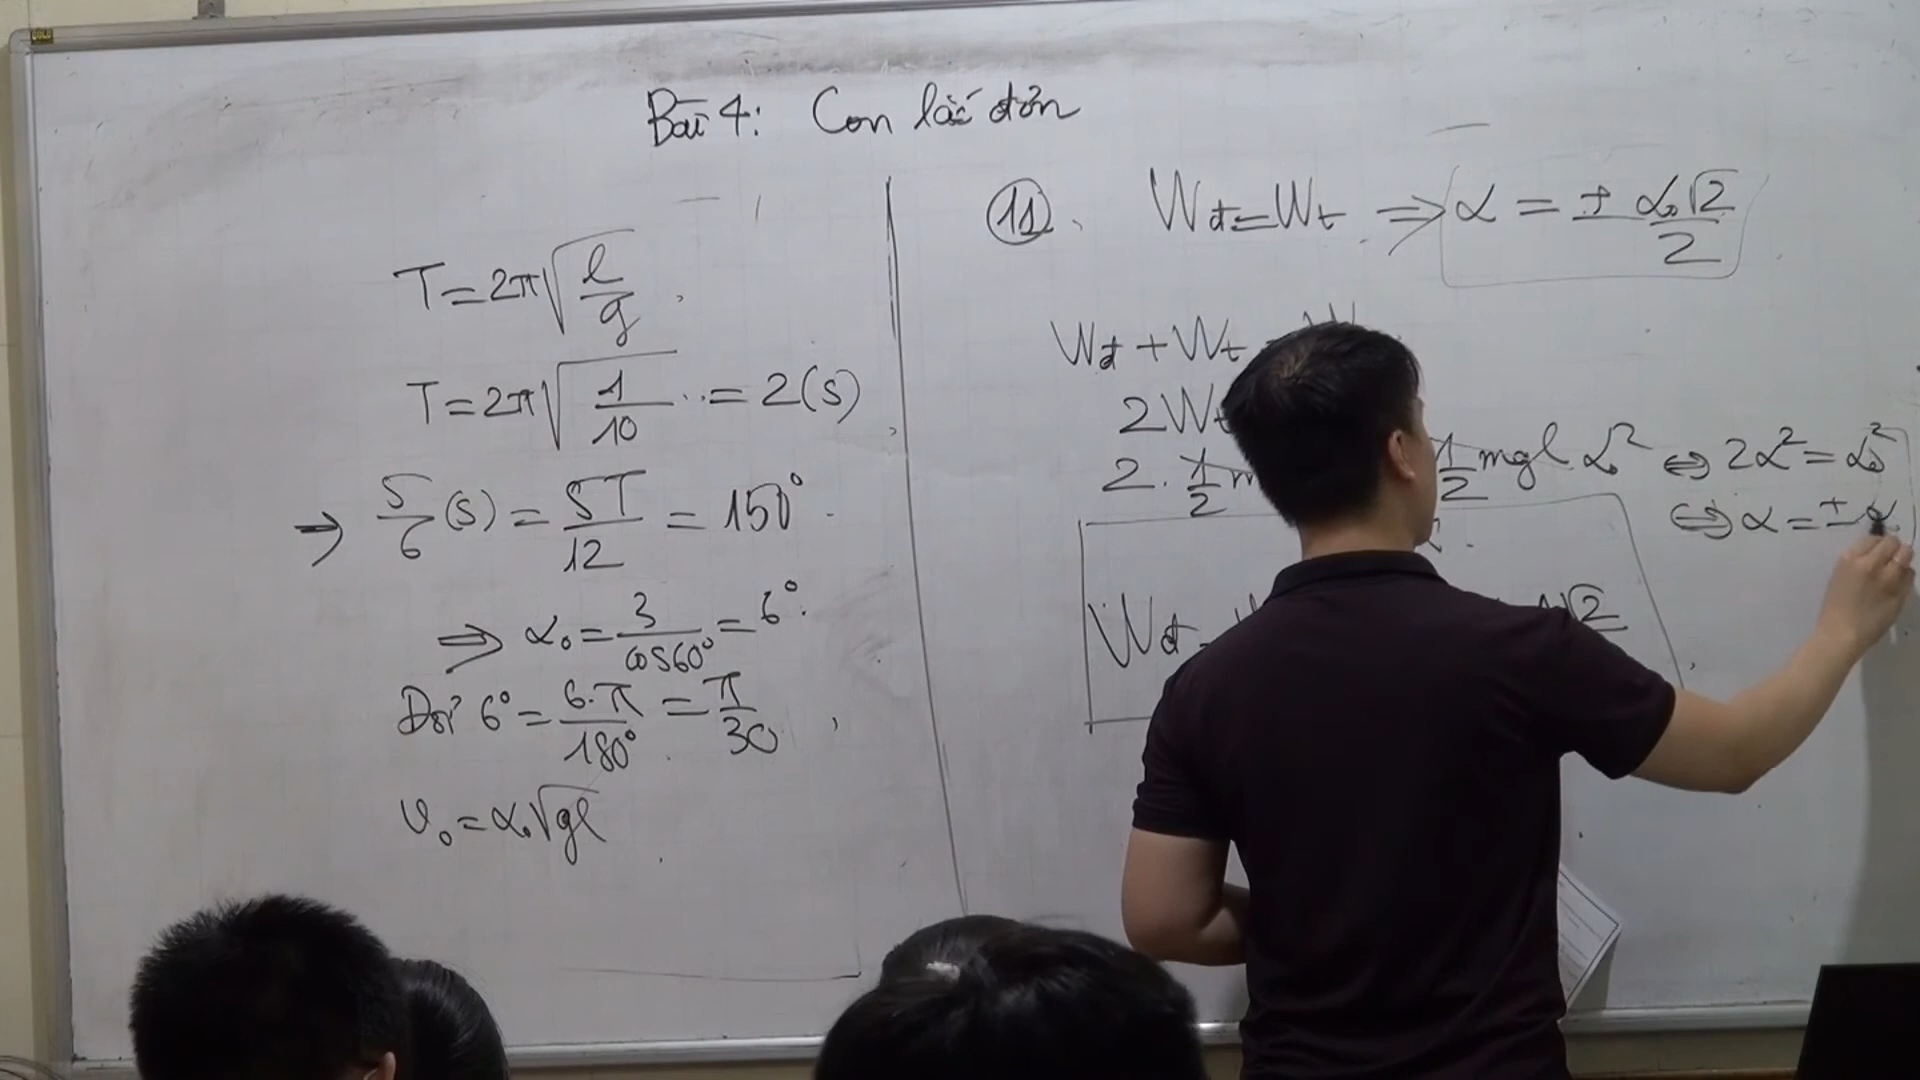 Bài 4: Con lắc đơn
T = 2π√(l/g).
T = 2π√(1/10) = 2(s)
⇒ 5/6 (s) = 5T/12 = 150°
⇒ α₀ = 3/cos60° = 6°.
Đổi 6° = 6.π/180° = π/30
v₀ = α₀√gl
11. Wđ = Wt ⇒ α = ± α₀√2/2
Wđ + Wt
2Wt
2. 1/2 m 1/2 mgl α₀² ⇔ 2α² = α₀²
⇔ α = ± α
Wđ √2